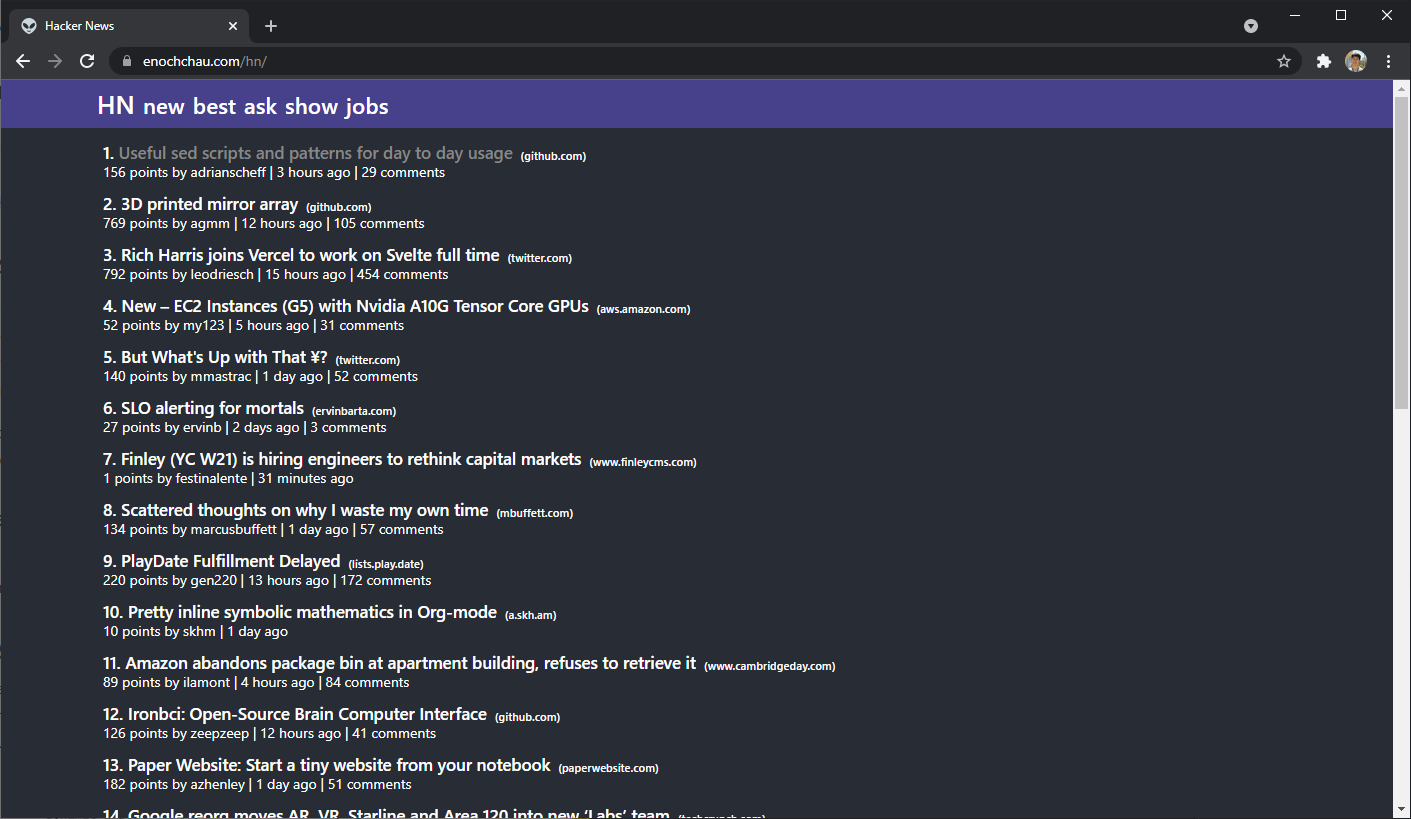 Hacker News
enochchau.com/hn/
HN new best ask show jobs
1. Useful sed scripts and patterns for day to day usage (github.com)
156 points by adrianscheff | 3 hours ago | 29 comments
2. 3D printed mirror array (github.com)
769 points by agmm | 12 hours ago | 105 comments
3. Rich Harris joins Vercel to work on Svelte full time (twitter.com)
792 points by leodriesch | 15 hours ago | 454 comments
4. New – EC2 Instances (G5) with Nvidia A10G Tensor Core GPUs (aws.amazon.com)
52 points by my123 | 5 hours ago | 31 comments
5. But What's Up with That ¥? (twitter.com)
140 points by mmastrac | 1 day ago | 52 comments
6. SLO alerting for mortals (ervinbarta.com)
27 points by ervinb | 2 days ago | 3 comments
7. Finley (YC W21) is hiring engineers to rethink capital markets (www.finleycms.com)
1 points by festinalente | 31 minutes ago
8. Scattered thoughts on why I waste my own time (mbuffett.com)
134 points by marcusbuffett | 1 day ago | 57 comments
9. PlayDate Fulfillment Delayed (lists.play.date)
220 points by gen220 | 13 hours ago | 172 comments
10. Pretty inline symbolic mathematics in Org-mode (a.skh.am)
10 points by skhm | 1 day ago
11. Amazon abandons package bin at apartment building, refuses to retrieve it (www.cambridgeday.com)
89 points by ilamont | 4 hours ago | 84 comments
12. Ironbci: Open-Source Brain Computer Interface (github.com)
126 points by zeepzeep | 12 hours ago | 41 comments
13. Paper Website: Start a tiny website from your notebook (paperwebsite.com)
182 points by azhenley | 1 day ago | 51 comments
14. Google reorg moves AR, VR, Starline and Area 120 into new ‘Labs’ team (techcrunch.com)